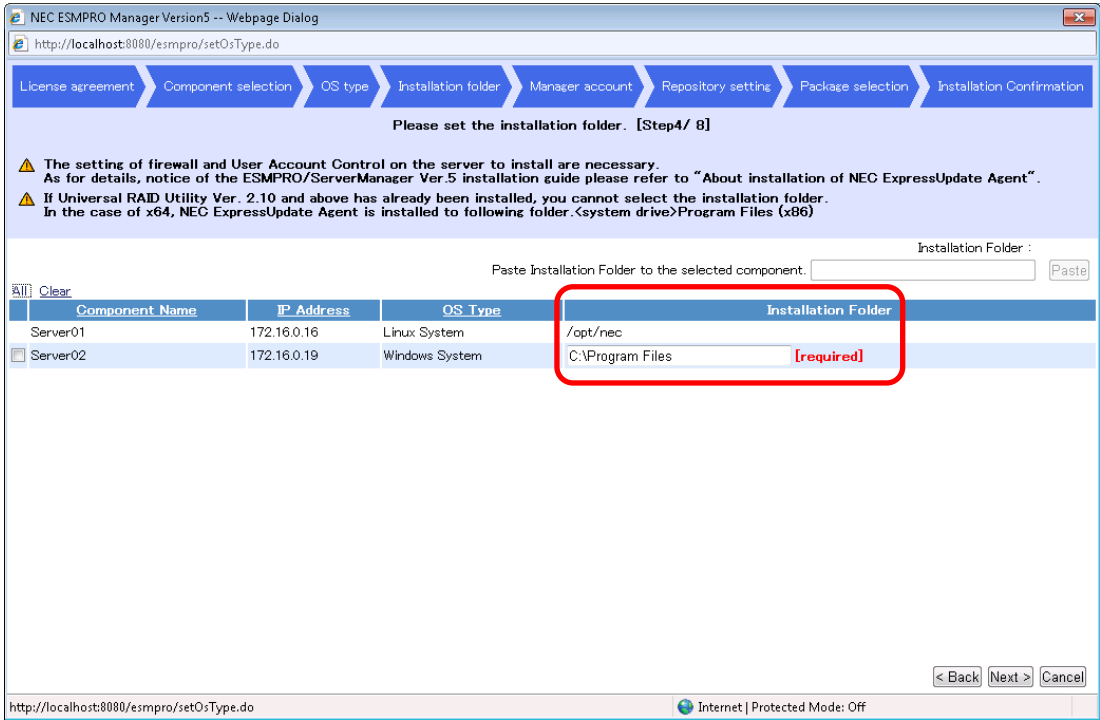 NEC ESMPRO Manager Version5 -- Webpage Dialog
http://localhost:8080/esmpro/setOsType.do
License agreement Component selection OS type Installation folder Manager account Repository setting Package selection Installation Confirmation
Please set the installation folder. [Step4/ 8]
The setting of firewall and User Account Control on the server to install are necessary.
As for details, notice of the ESMPRO/ServerManager Ver.5 installation guide please refer to "About installation of NEC ExpressUpdate Agent".
If Universal RAID Utility Ver. 2.10 and above has already been installed, you cannot select the installation folder.
In the case of x64, NEC ExpressUpdate Agent is installed to following folder.<system drive>Program Files (x86)
Installation Folder :
Paste Installation Folder to the selected component. Paste
All Clear
Component Name IP Address OS Type Installation Folder
Server01 172.16.0.16 Linux System /opt/nec
Server02 172.16.0.19 Windows System C:\Program Files [required]
< Back Next > Cancel
http://localhost:8080/esmpro/setOsType.do Internet | Protected Mode: Off